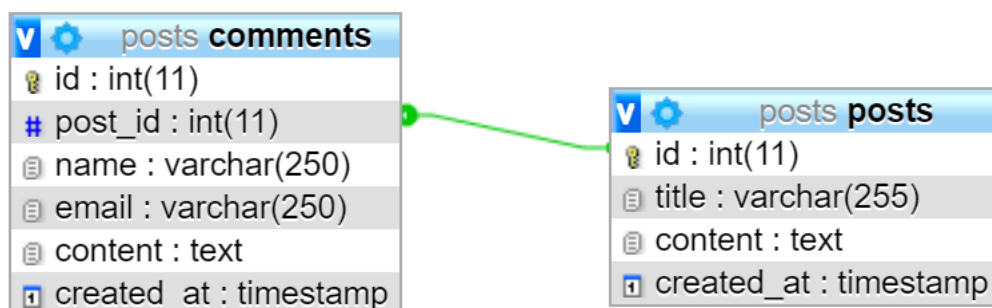 V posts comments
id : int(11)
# post_id : int(11)
name : varchar(250)
email : varchar(250)
content : text
created_at : timestamp
V posts posts
id : int(11)
title : varchar(255)
content : text
created_at : timestamp